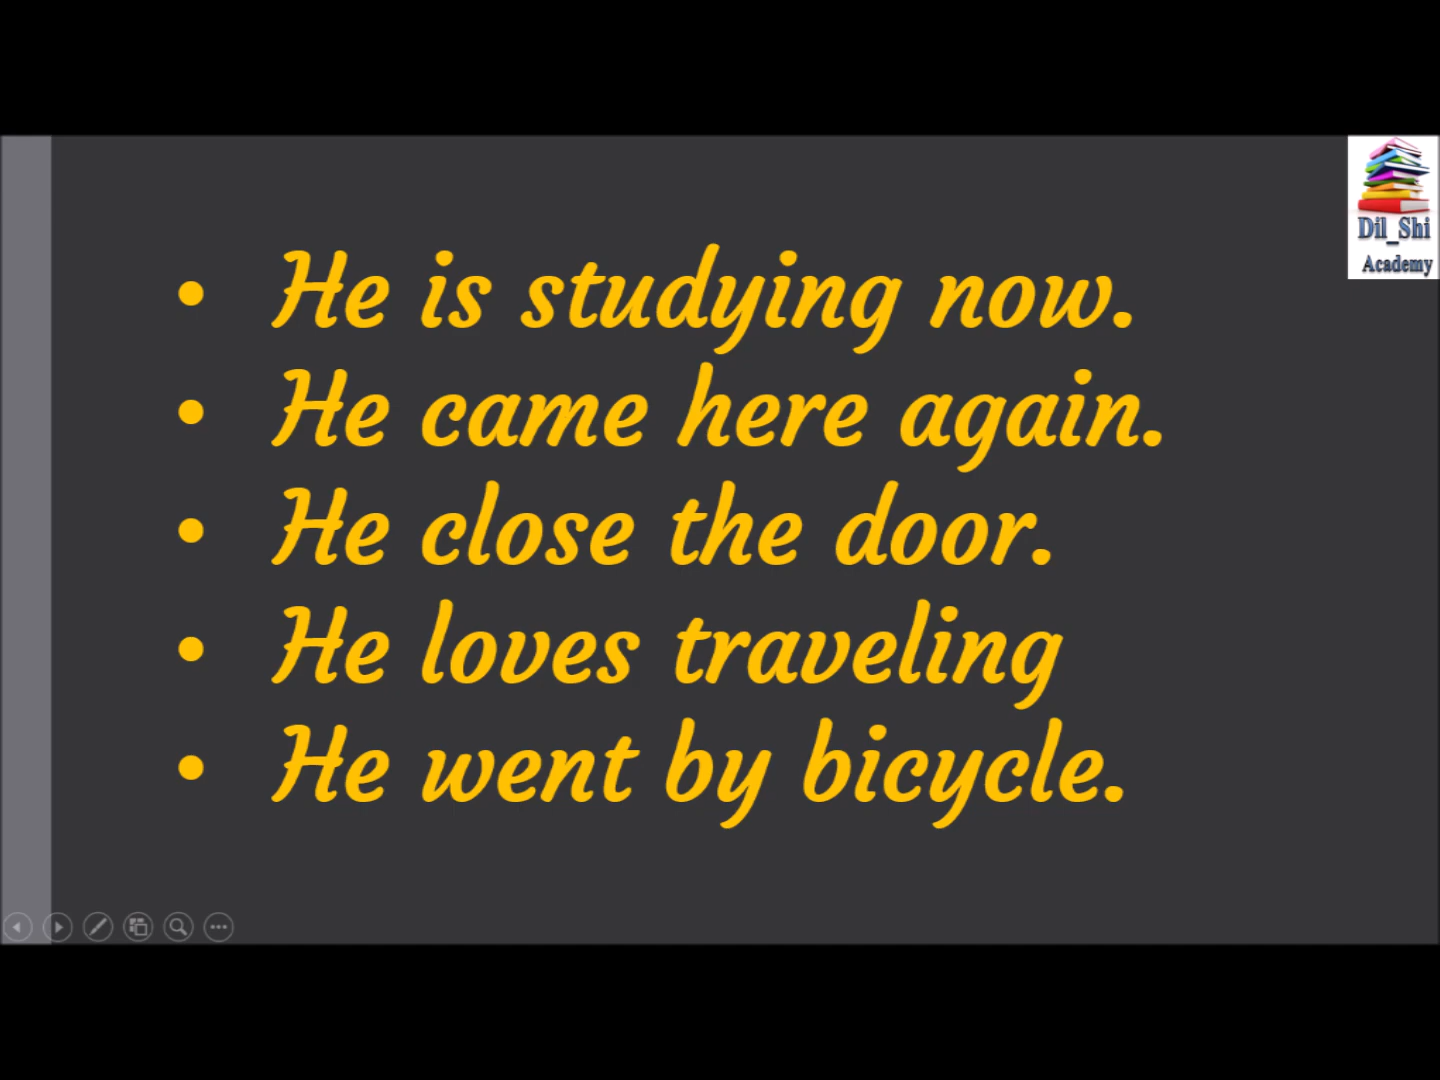 Dil_Shi
Academy
• He is studying now.
• He came here again.
• He close the door.
• He loves traveling
• He went by bicycle.